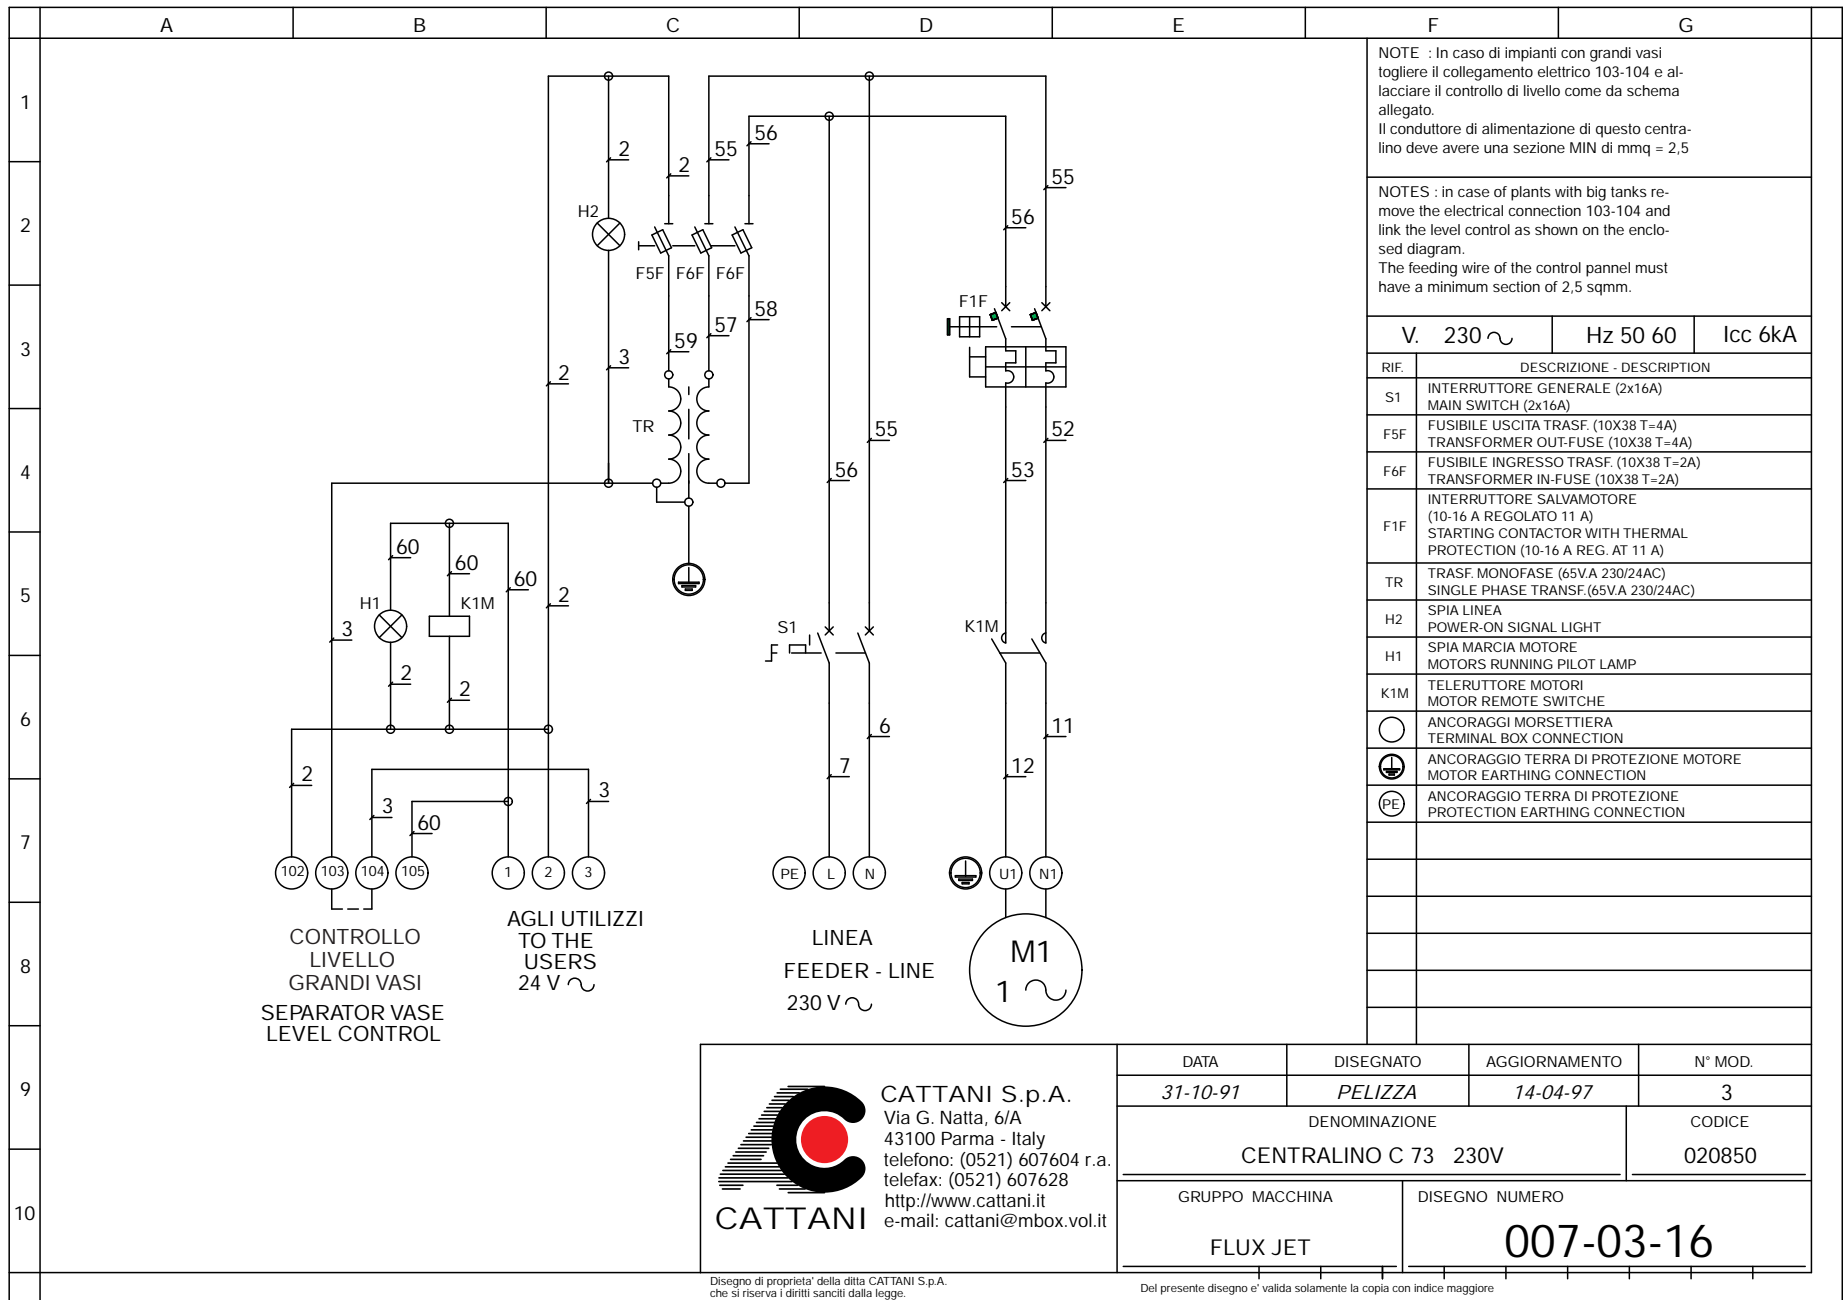 A B C D E F G
1
2
3
4
5
6
7
8
9
10
NOTE : In caso di impianti con grandi vasi
togliere il collegamento elettrico 103-104 e al-
lacciare il controllo di livello come da schema
allegato.
Il conduttore di alimentazione di questo centra-
lino deve avere una sezione MIN di mmq = 2,5
NOTES : in case of plants with big tanks re-
move the electrical connection 103-104 and
link the level control as shown on the enclo-
sed diagram.
The feeding wire of the control pannel must
have a minimum section of 2,5 sqmm.
V. 230 Hz 50 60 Icc 6kA
RIF. DESCRIZIONE - DESCRIPTION
S1
INTERRUTTORE GENERALE (2x16A)
MAIN SWITCH (2x16A)
F5F
FUSIBILE USCITA TRASF. (10X38 T=4A)
TRANSFORMER OUT-FUSE (10X38 T=4A)
F6F
FUSIBILE INGRESSO TRASF. (10X38 T=2A)
TRANSFORMER IN-FUSE (10X38 T=2A)
F1F
INTERRUTTORE SALVAMOTORE
(10-16 A REGOLATO 11 A)
STARTING CONTACTOR WITH THERMAL
PROTECTION (10-16 A REG. AT 11 A)
TR
TRASF. MONOFASE (65V.A 230/24AC)
SINGLE PHASE TRANSF.(65V.A 230/24AC)
H2
SPIA LINEA
POWER-ON SIGNAL LIGHT
H1
SPIA MARCIA MOTORE
MOTORS RUNNING PILOT LAMP
K1M
TELERUTTORE MOTORI
MOTOR REMOTE SWITCHE
ANCORAGGI MORSETTIERA
TERMINAL BOX CONNECTION
ANCORAGGIO TERRA DI PROTEZIONE MOTORE
MOTOR EARTHING CONNECTION
PE
ANCORAGGIO TERRA DI PROTEZIONE
PROTECTION EARTHING CONNECTION
2 2 55 56
55
56
H2
F5F F6F F6F
F1F
59 57 58
3
2
TR
55
56
52
53
60 60 60
2
H1 K1M
3
2 2
S1
K1M
6
7
11
12
2 3 60 3
102 103 104 105 1 2 3 PE L N U1 N1
CONTROLLO
LIVELLO
GRANDI VASI
SEPARATOR VASE
LEVEL CONTROL
AGLI UTILIZZI
TO THE
USERS
24 V
LINEA
FEEDER - LINE
230 V
M1
1
CATTANI
CATTANI S.p.A.
Via G. Natta, 6/A
43100 Parma - Italy
telefono: (0521) 607604 r.a.
telefax: (0521) 607628
http://www.cattani.it
e-mail: cattani@mbox.vol.it
DATA DISEGNATO AGGIORNAMENTO N° MOD.
31-10-91 PELIZZA 14-04-97 3
DENOMINAZIONE CODICE
CENTRALINO C 73 230V 020850
GRUPPO MACCHINA DISEGNO NUMERO
FLUX JET 007-03-16
Disegno di proprieta' della ditta CATTANI S.p.A.
che si riserva i diritti sanciti dalla legge.
Del presente disegno e' valida solamente la copia con indice maggiore